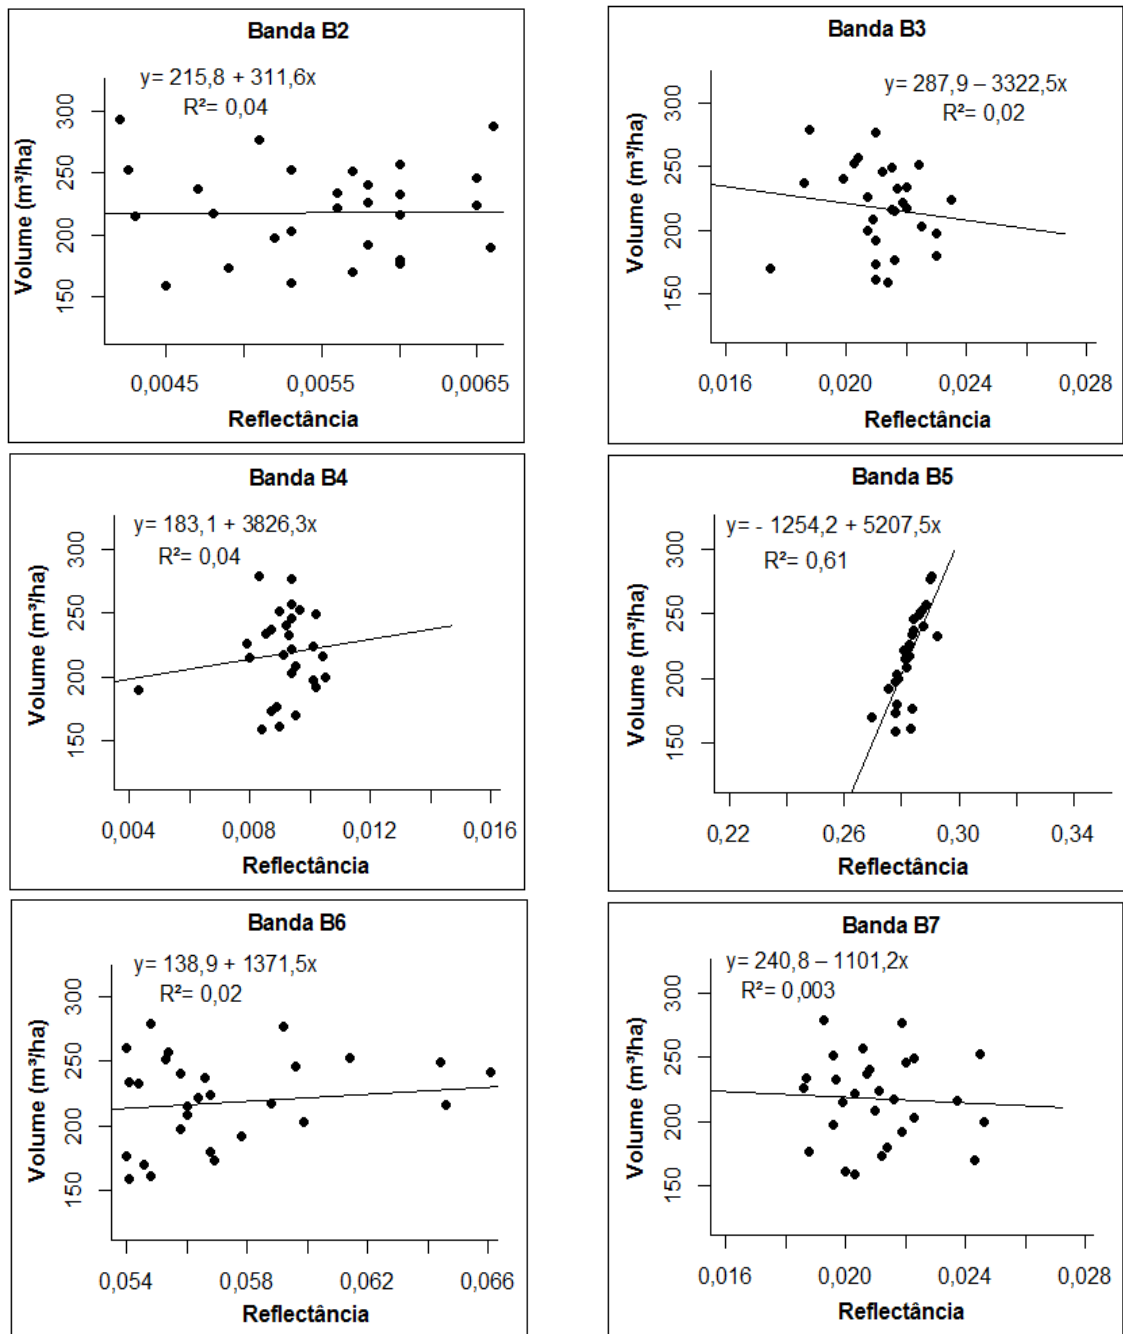 Banda B2
y= 215,8 + 311,6x
R²= 0,04
Volume (m³/ha)
300
250
200
150
0,0045 0,0055 0,0065
Reflectância
Banda B3
y= 287,9 – 3322,5x
R²= 0,02
Volume (m³/ha)
300
250
200
150
0,016 0,020 0,024 0,028
Reflectância
Banda B4
y= 183,1 + 3826,3x
R²= 0,04
Volume (m³/ha)
300
250
200
150
0,004 0,008 0,012 0,016
Reflectância
Banda B5
y= - 1254,2 + 5207,5x
R²= 0,61
Volume (m³/ha)
300
250
200
150
0,22 0,26 0,30 0,34
Reflectância
Banda B6
y= 138,9 + 1371,5x
R²= 0,02
Volume (m³/ha)
300
250
200
150
0,054 0,058 0,062 0,066
Reflectância
Banda B7
y= 240,8 – 1101,2x
R²= 0,003
Volume (m³/ha)
300
250
200
150
0,016 0,020 0,024 0,028
Reflectância